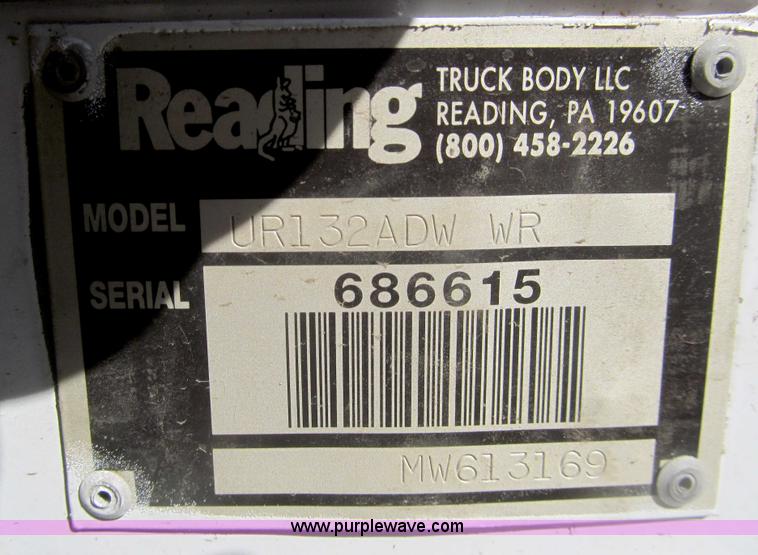 Reading
TRUCK BODY LLC
READING, PA 19607
(800) 458-2226
MODEL UR132ADW WR
SERIAL 686615
MW613169
www.purplewave.com